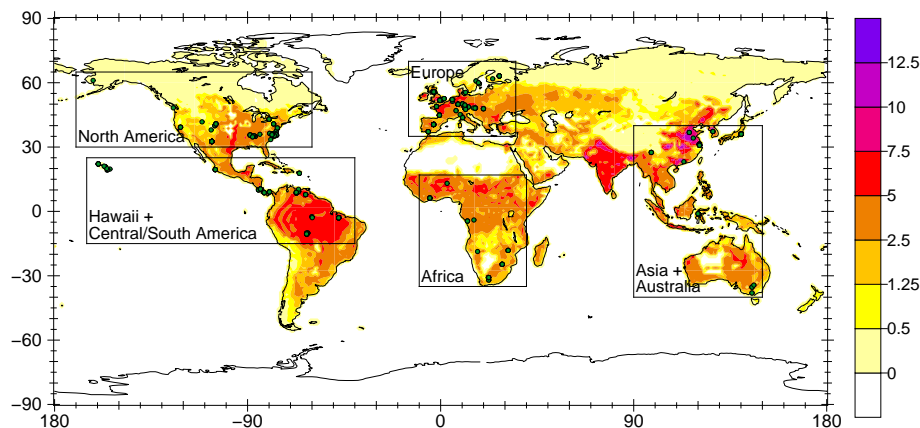 90
60
30
0
−30
−60
−90
180
−90
0
90
180
North America
Hawaii +
Central/South America
Europe
Africa
Asia +
Australia
12.5
10
7.5
5
2.5
1.25
0.5
0